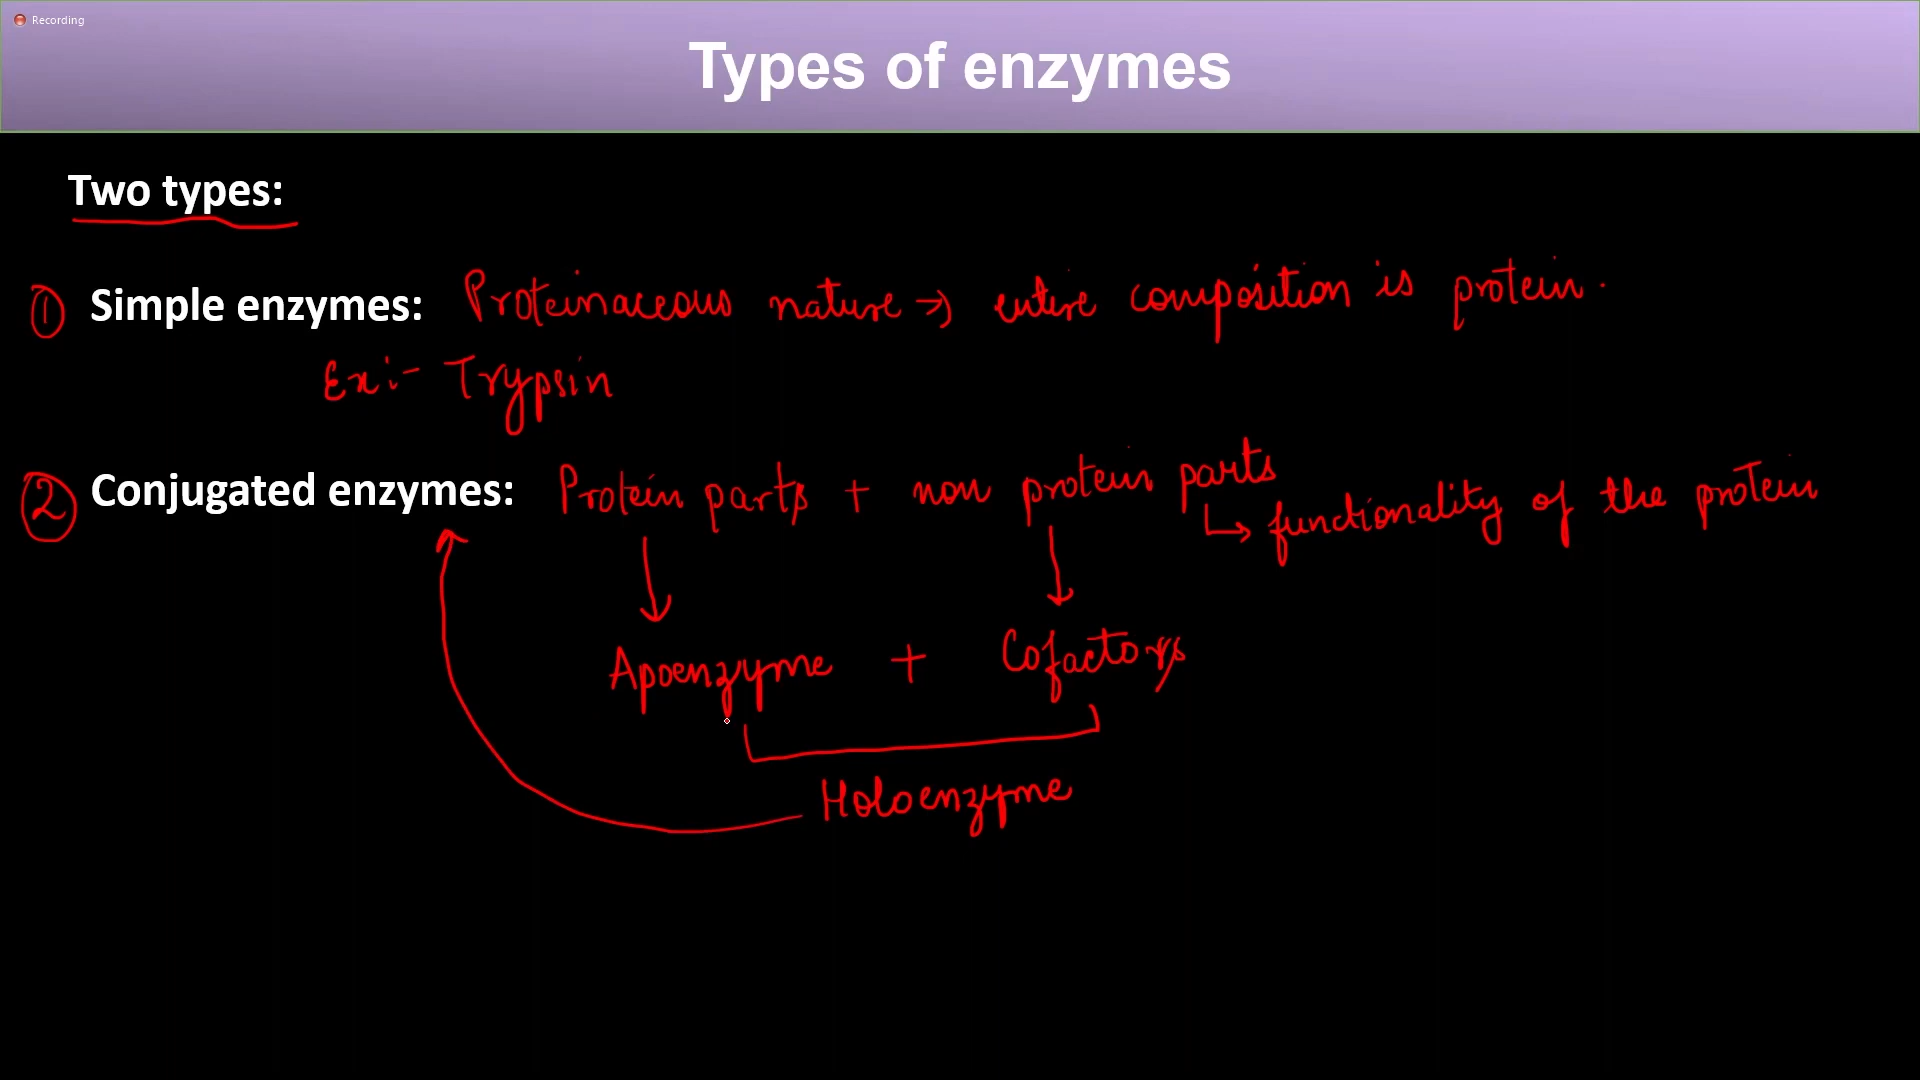 Recording
Types of enzymes
Two types:
① Simple enzymes: Proteinaceous nature → entire composition is protein.
Ex:- Trypsin
② Conjugated enzymes: Protein parts + non protein parts
↳ functionality of the protein
Apoenzyme + Cofactors
Holoenzyme